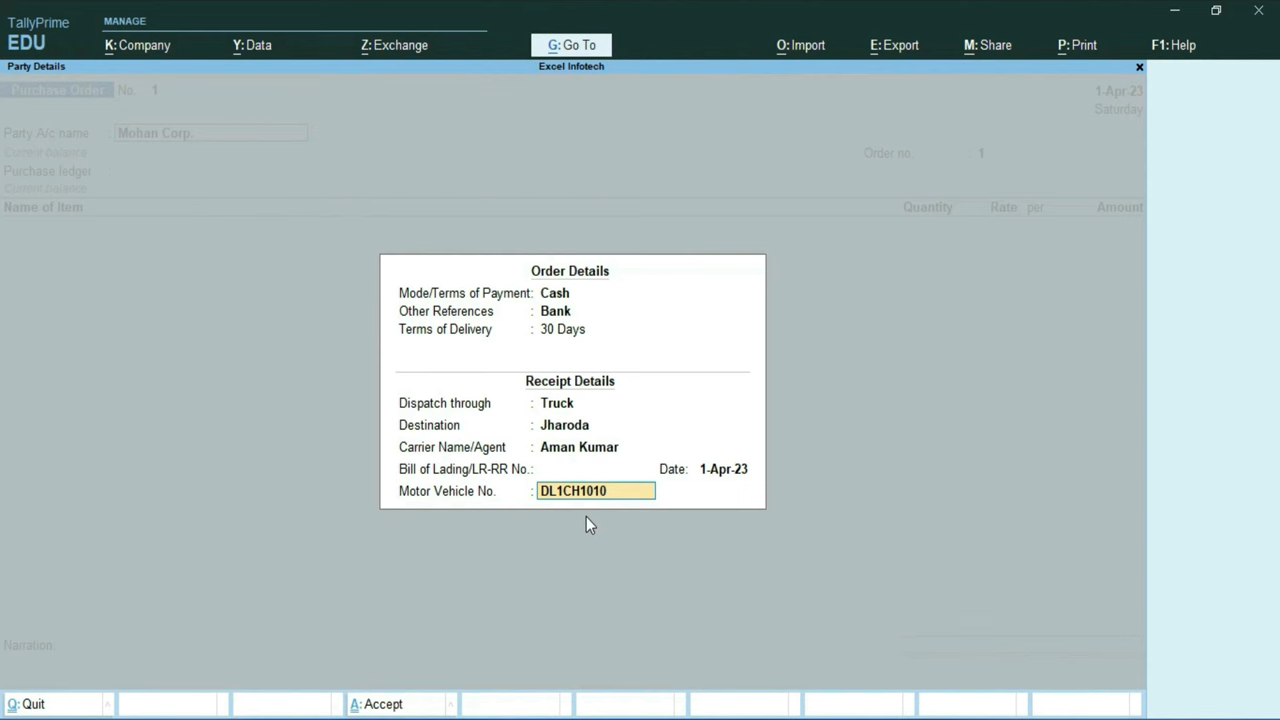 TallyPrime
MANAGE
EDU
K: Company
Y: Data
Z: Exchange
G: Go To
O: Import
E: Export
M: Share
P: Print
F1: Help
Party Details
Excel Infotech
Purchase Order No. 1
1-Apr-23
Saturday
Party A/c name : Mohan Corp.
Current balance :
Order no. : 1
Purchase ledger :
Current balance :
Name of Item
Quantity
Rate per
Amount
Order Details
Mode/Terms of Payment: Cash
Other References : Bank
Terms of Delivery : 30 Days
Receipt Details
Dispatch through : Truck
Destination : Jharoda
Carrier Name/Agent : Aman Kumar
Bill of Lading/LR-RR No.: Date: 1-Apr-23
Motor Vehicle No. : DL1CH1010
Narration:
Q: Quit
A: Accept